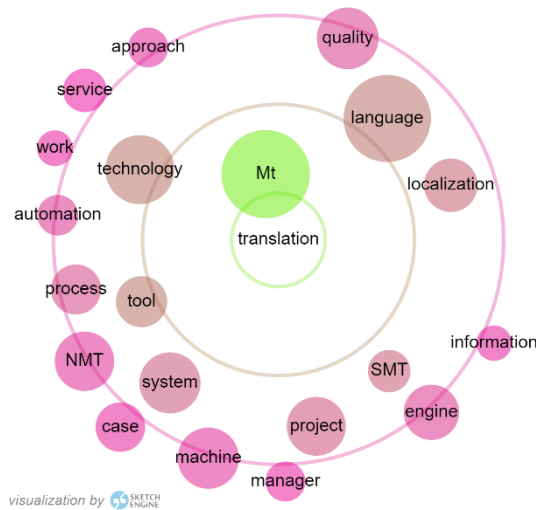 quality
approach
service
language
work
technology
Mt
localization
automation
translation
process
tool
information
NMT
SMT
system
engine
case
project
machine
manager
visualization by SKETCH
ENGINE